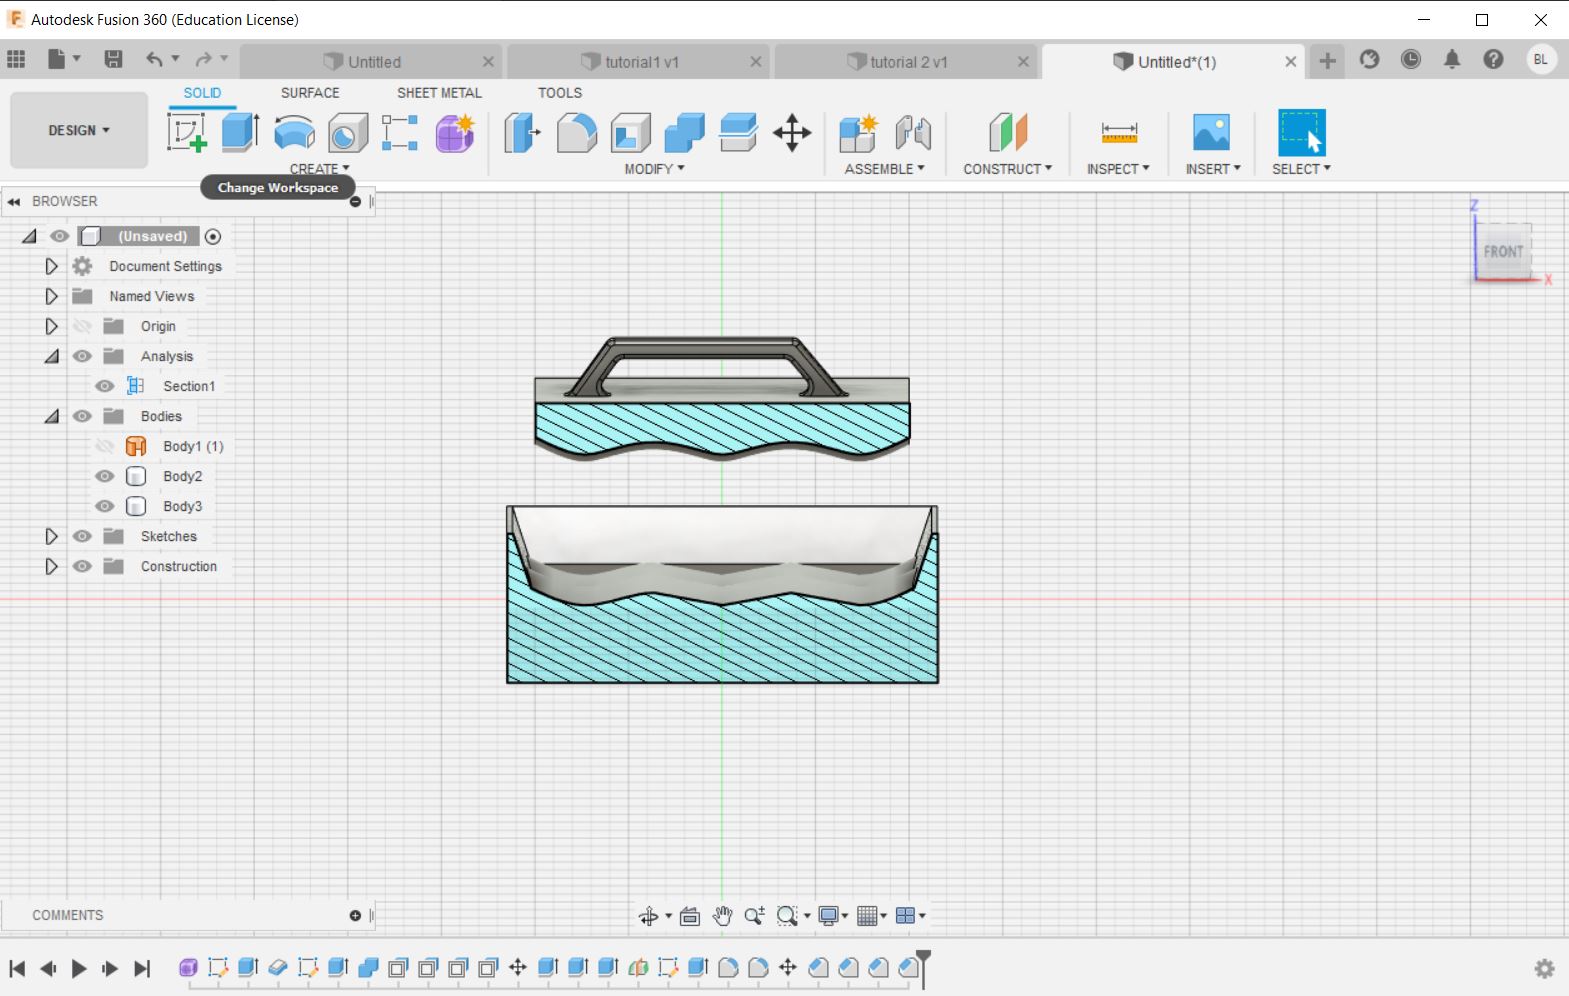 Autodesk Fusion 360 (Education License)
Untitled
tutorial1 v1
tutorial 2 v1
Untitled*(1)
BL
SOLID
SURFACE
SHEET METAL
TOOLS
DESIGN
CREATE
MODIFY
ASSEMBLE
CONSTRUCT
INSPECT
INSERT
SELECT
Change Workspace
BROWSER
(Unsaved)
Document Settings
Named Views
Origin
Analysis
Section1
Bodies
Body1 (1)
Body2
Body3
Sketches
Construction
Z
FRONT
X
COMMENTS